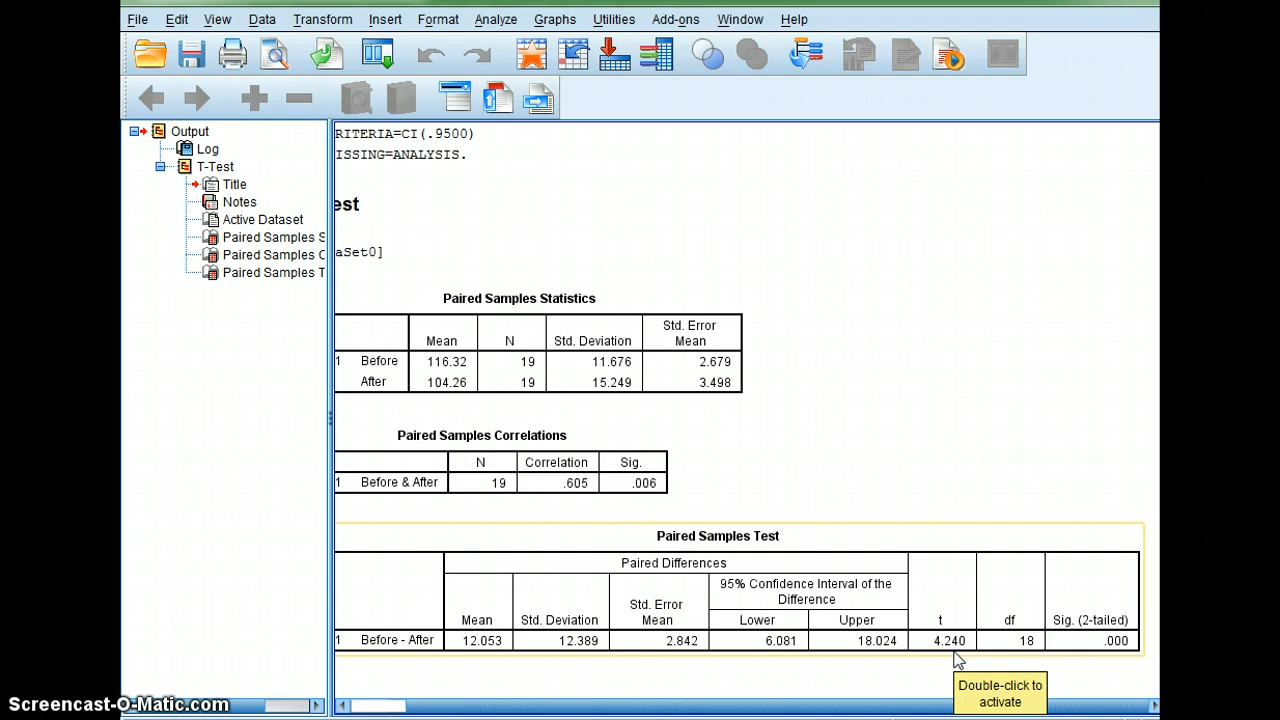 File Edit View Data Transform Insert Format Analyze Graphs Utilities Add-ons Window Help
Output
Log
T-Test
Title
Notes
Active Dataset
Paired Samples S
Paired Samples C
Paired Samples T
RITERIA=CI(.9500)
ISSING=ANALYSIS.
est
aSet0]
Paired Samples Statistics
Mean N Std. Deviation Std. Error Mean
1 Before 116.32 19 11.676 2.679
After 104.26 19 15.249 3.498
Paired Samples Correlations
N Correlation Sig.
1 Before & After 19 .605 .006
Paired Samples Test
Paired Differences
95% Confidence Interval of the Difference
Mean Std. Deviation Std. Error Mean Lower Upper t df Sig. (2-tailed)
1 Before - After 12.053 12.389 2.842 6.081 18.024 4.240 18 .000
Double-click to
activate
Screencast-O-Matic.com